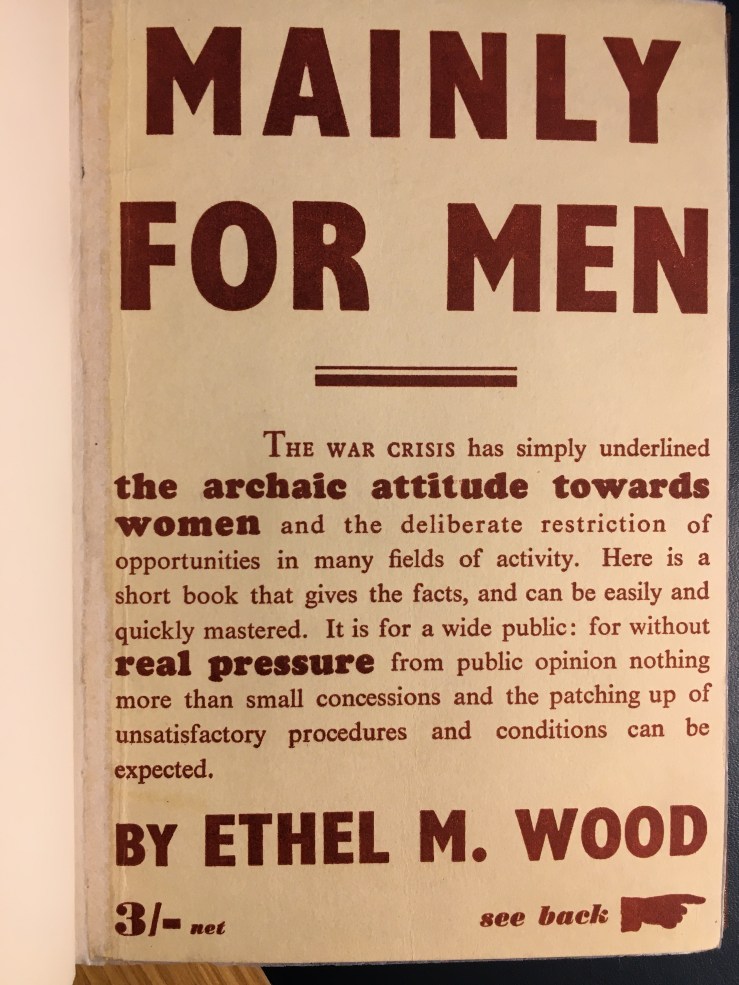 MAINLY
FOR MEN
THE WAR CRISIS has simply underlined
the archaic attitude towards
women and the deliberate restriction of
opportunities in many fields of activity. Here is a
short book that gives the facts, and can be easily and
quickly mastered. It is for a wide public: for without
real pressure from public opinion nothing
more than small concessions and the patching up of
unsatisfactory procedures and conditions can be
expected.
BY ETHEL M. WOOD
3/- net see back